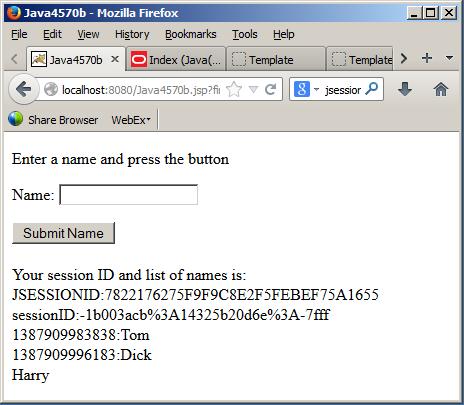 Java4570b - Mozilla Firefox
File Edit View History Bookmarks Tools Help
Java4570b Index (Java(... Template Template
localhost:8080/Java4570b.jsp?fi jsession
Share Browser WebEx
Enter a name and press the button
Name:
Submit Name
Your session ID and list of names is:
JSESSIONID:7822176275F9F9C8E2F5FEBEF75A1655
sessionID:-1b003acb%3A14325b20d6e%3A-7fff
1387909983838:Tom
1387909996183:Dick
Harry